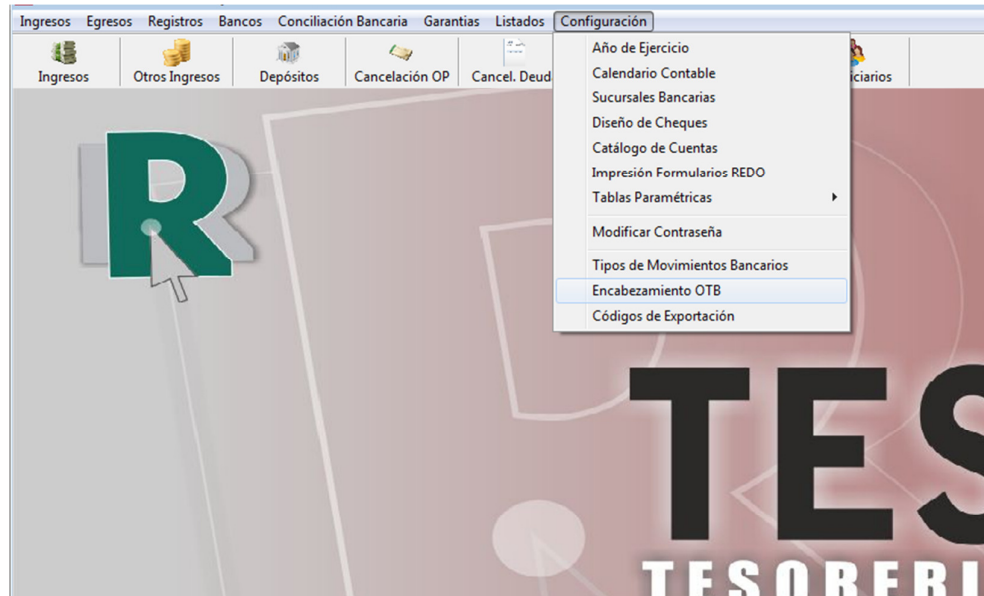 Ingresos Egresos Registros Bancos Conciliación Bancaria Garantias Listados Configuración
Ingresos Otros Ingresos Depósitos Cancelación OP Cancel. Deud iciarios
Año de Ejercicio
Calendario Contable
Sucursales Bancarias
Diseño de Cheques
Catálogo de Cuentas
Impresión Formularios REDO
Tablas Paramétricas
Modificar Contraseña
Tipos de Movimientos Bancarios
Encabezamiento OTB
Códigos de Exportación
R
TES
TESORERI